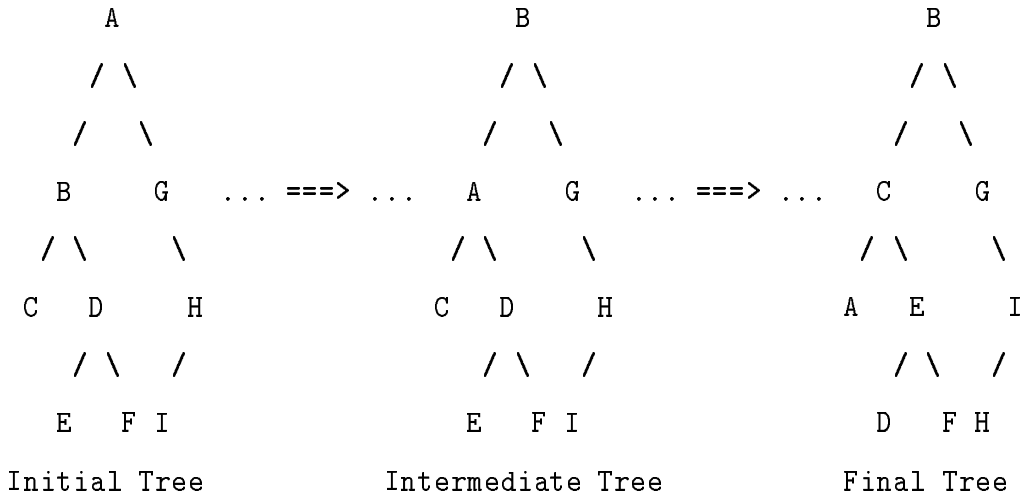 A B B
/ \ / \ / \
/ \ / \ / \
B G ... ===> ... A G ... ===> ... C G
/ \ \ / \ \ / \ \
C D H C D H A E I
/ \ / / \ / / \ /
E F I E F I D F H
Initial Tree Intermediate Tree Final Tree